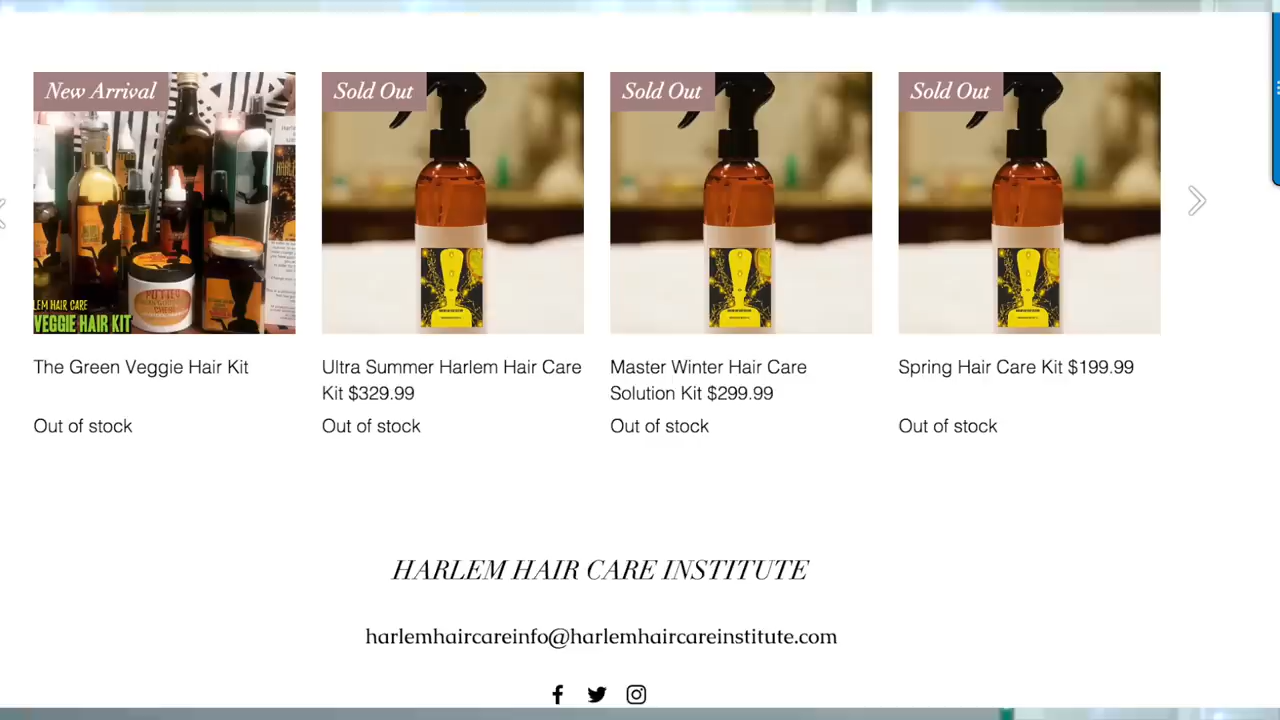 New Arrival
Sold Out
Sold Out
Sold Out
LEM HAIR CARE
VEGGIE HAIR KIT
The Green Veggie Hair Kit
Out of stock
Ultra Summer Harlem Hair Care
Kit $329.99
Out of stock
Master Winter Hair Care
Solution Kit $299.99
Out of stock
Spring Hair Care Kit $199.99
Out of stock
HARLEM HAIR CARE INSTITUTE
harlemhaircareinfo@harlemhaircareinstitute.com